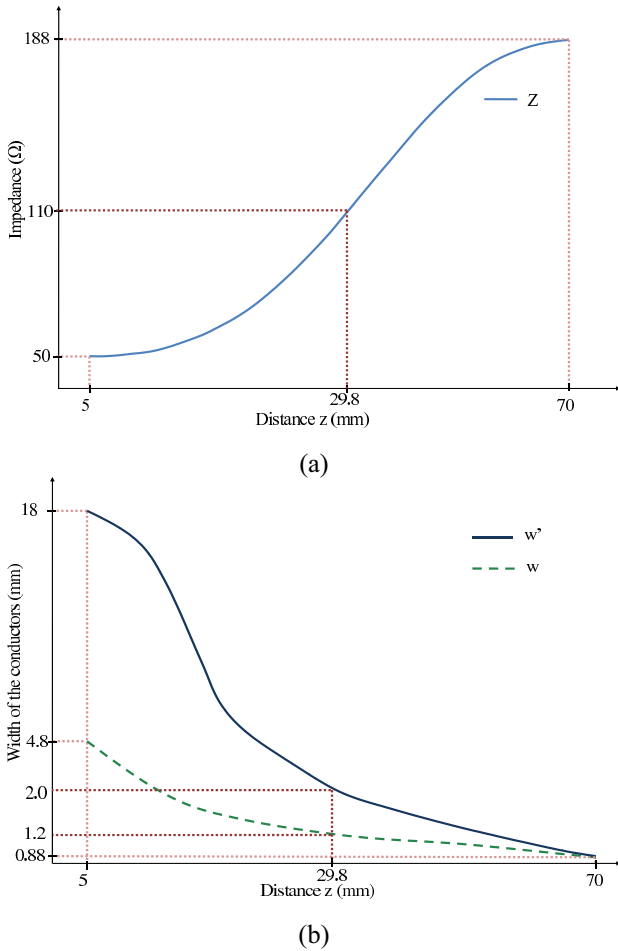 188
Z
Impedance (Ω)
110
50
5
29.8
70
Distance z (mm)
(a)
18
w’
w
Width of the conductors (mm)
4.8
2.0
1.2
0.88
5
29.8
70
Distance z (mm)
(b)